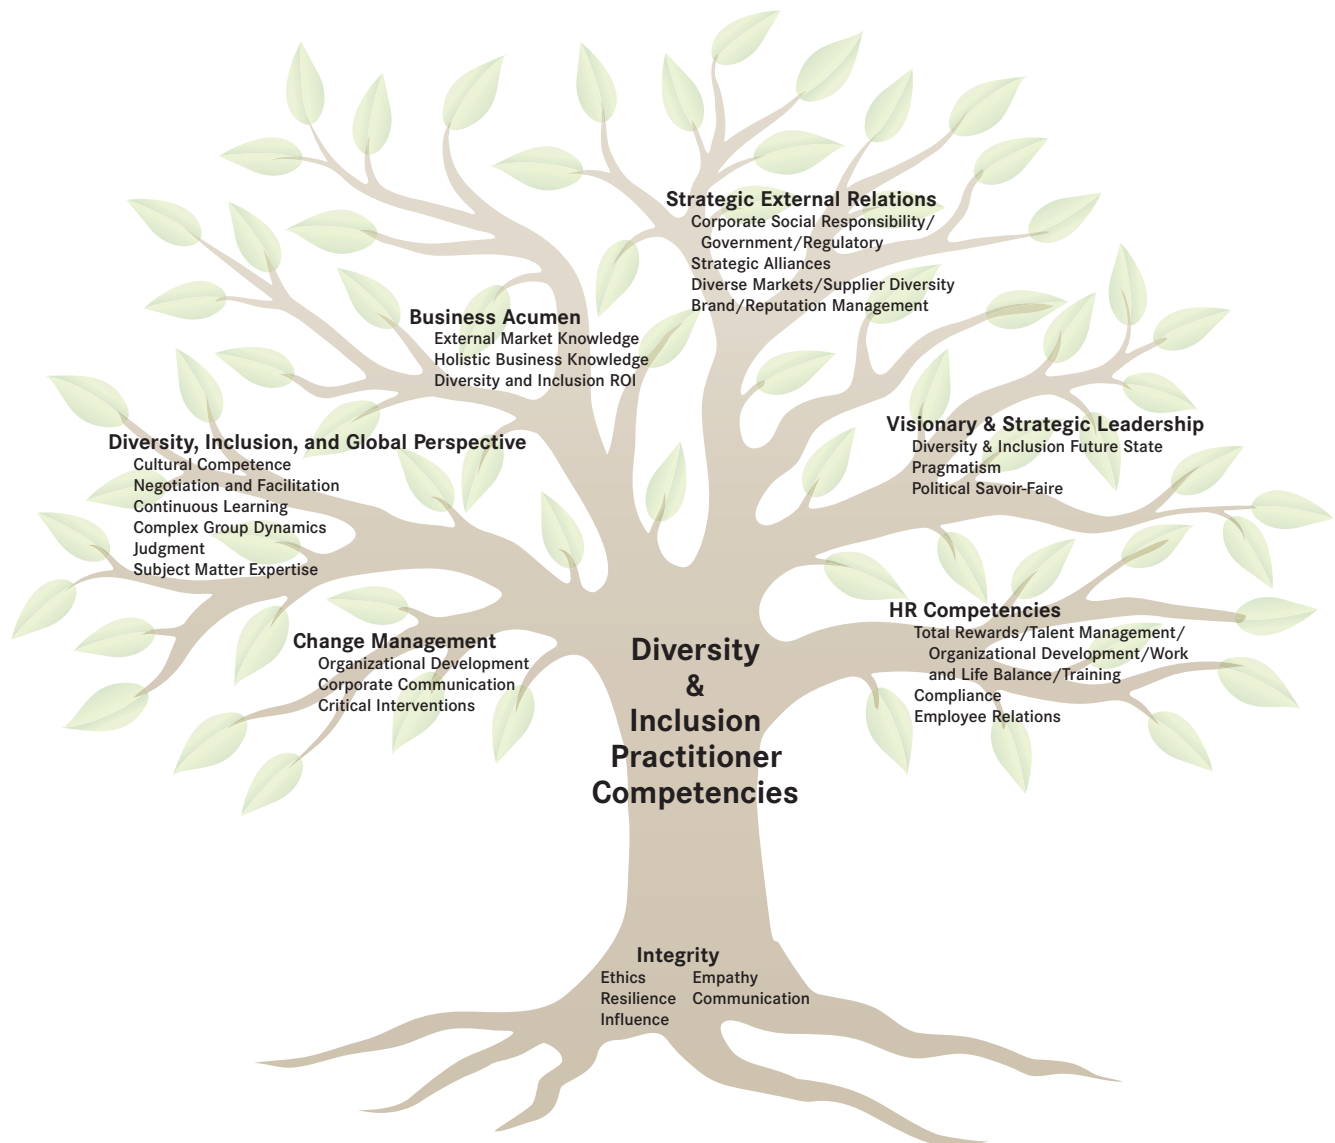 Strategic External Relations
Corporate Social Responsibility/
Government/Regulatory
Strategic Alliances
Diverse Markets/Supplier Diversity
Brand/Reputation Management
Business Acumen
External Market Knowledge
Holistic Business Knowledge
Diversity and Inclusion ROI
Visionary & Strategic Leadership
Diversity & Inclusion Future State
Pragmatism
Political Savoir-Faire
Diversity, Inclusion, and Global Perspective
Cultural Competence
Negotiation and Facilitation
Continuous Learning
Complex Group Dynamics
Judgment
Subject Matter Expertise
HR Competencies
Total Rewards/Talent Management/
Organizational Development/Work
and Life Balance/Training
Compliance
Employee Relations
Change Management
Organizational Development
Corporate Communication
Critical Interventions
Diversity
&
Inclusion
Practitioner
Competencies
Integrity
Ethics Empathy
Resilience Communication
Influence